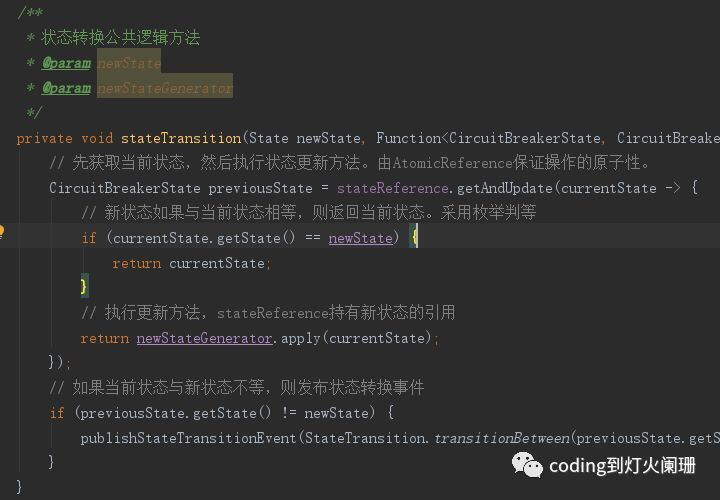 /**
 * 状态转换公共逻辑方法
 * @param newState
 * @param newStateGenerator
 */
private void stateTransition(State newState, Function<CircuitBreakerState, CircuitBreake
// 先获取当前状态，然后执行状态更新方法。由AtomicReference保证操作的原子性。
CircuitBreakerState previousState = stateReference.getAndUpdate(currentState -> {
// 新状态如果与当前状态相等，则返回当前状态。采用枚举判等
if (currentState.getState() == newState) {
return currentState;
}
// 执行更新方法，stateReference持有新状态的引用
return newStateGenerator.apply(currentState);
});
// 如果当前状态与新状态不等，则发布状态转换事件
if (previousState.getState() != newState) {
publishStateTransitionEvent(StateTransition.transitionBetween(previousState.getS
}
}
coding到灯火阑珊